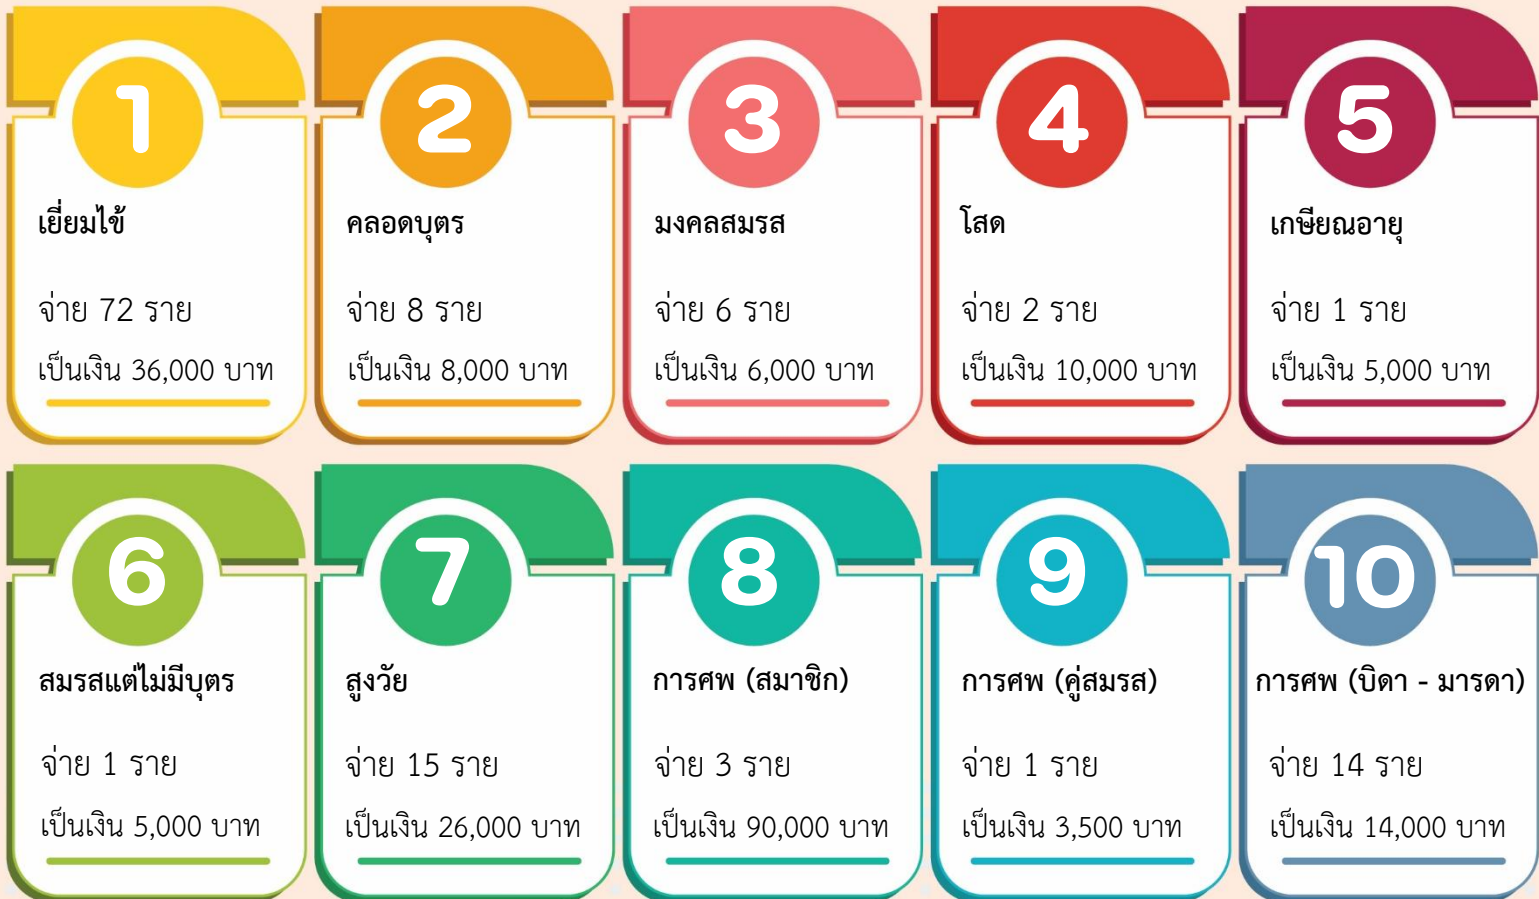 1
เยี่ยมไข้
จ่าย 72 ราย
เป็นเงิน 36,000 บาท
2
คลอดบุตร
จ่าย 8 ราย
เป็นเงิน 8,000 บาท
3
มงคลสมรส
จ่าย 6 ราย
เป็นเงิน 6,000 บาท
4
โสด
จ่าย 2 ราย
เป็นเงิน 10,000 บาท
5
เกษียณอายุ
จ่าย 1 ราย
เป็นเงิน 5,000 บาท
6
สมรสแต่ไม่มีบุตร
จ่าย 1 ราย
เป็นเงิน 5,000 บาท
7
สูงวัย
จ่าย 15 ราย
เป็นเงิน 26,000 บาท
8
การศพ (สมาชิก)
จ่าย 3 ราย
เป็นเงิน 90,000 บาท
9
การศพ (คู่สมรส)
จ่าย 1 ราย
เป็นเงิน 3,500 บาท
10
การศพ (บิดา - มารดา)
จ่าย 14 ราย
เป็นเงิน 14,000 บาท